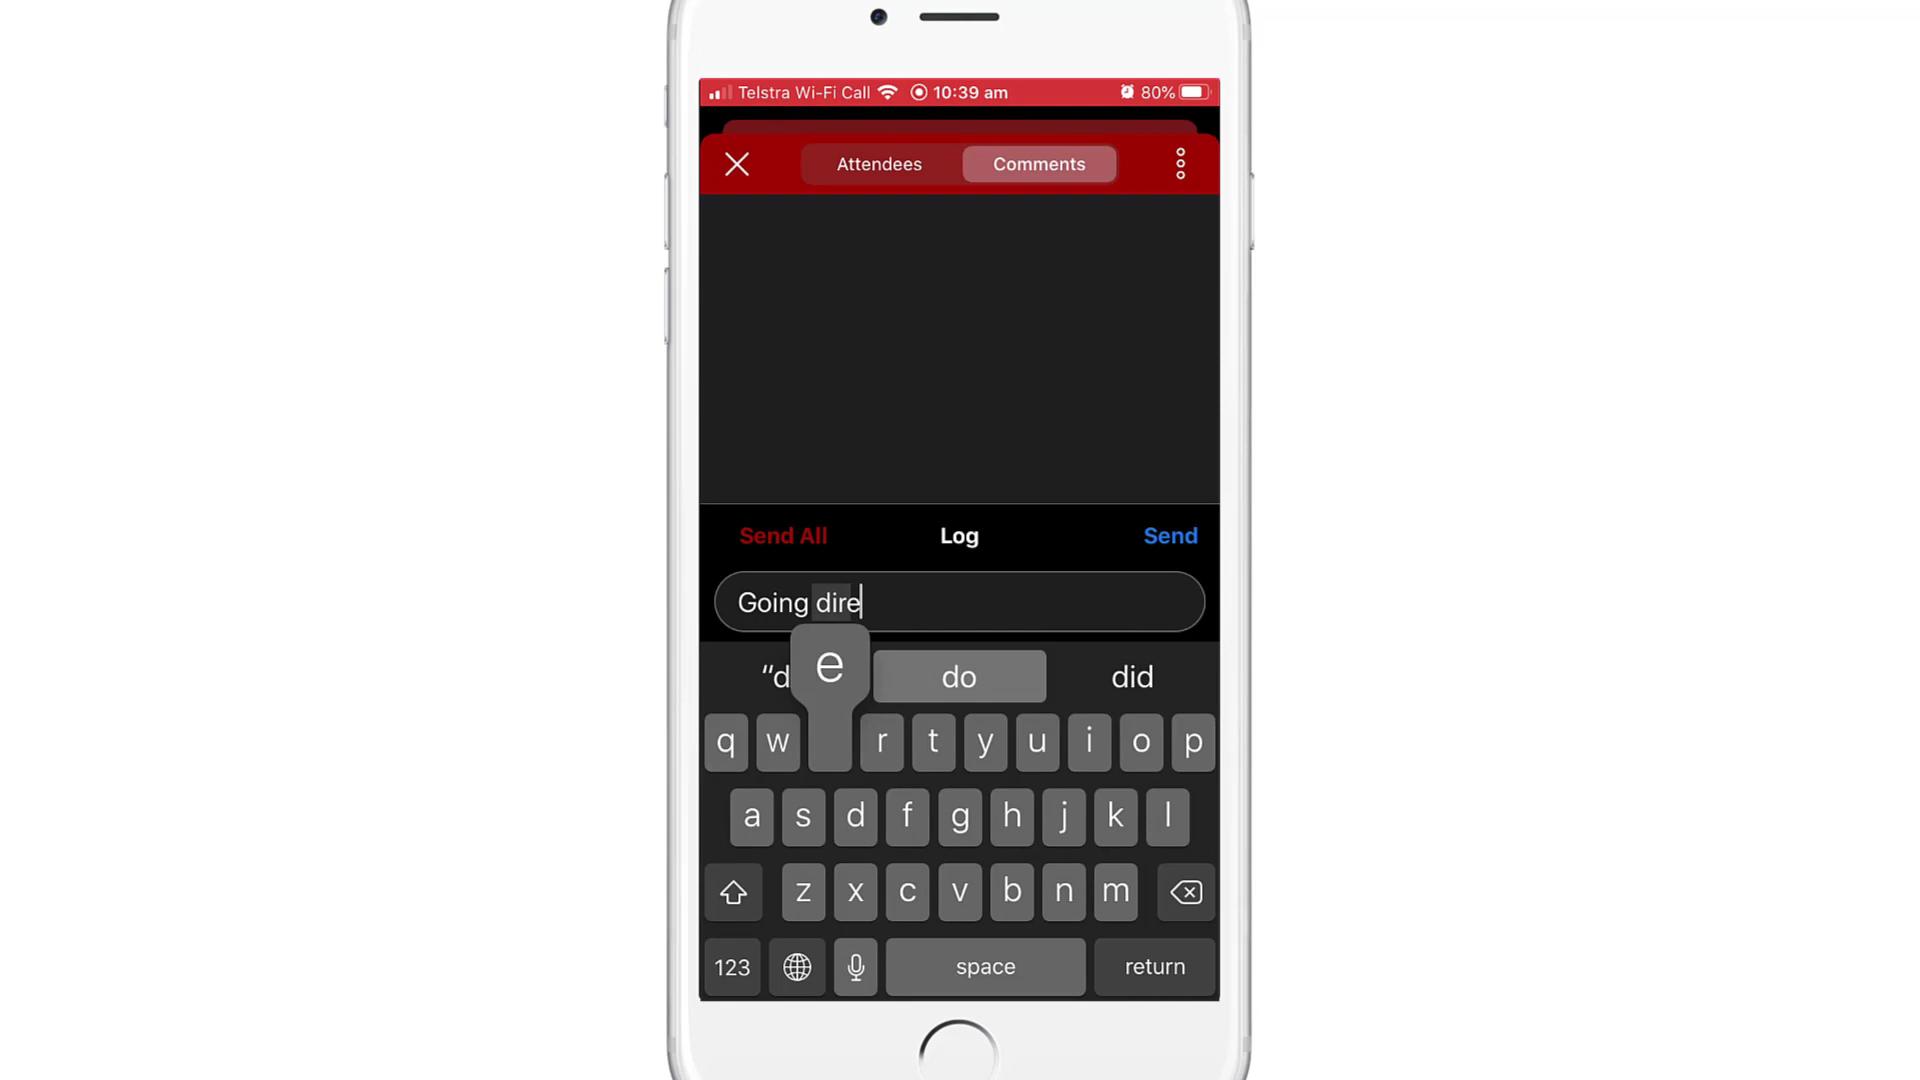 Telstra Wi-Fi Call 10:39 am 80%
Attendees Comments
Send All Log Send
Going dire
“d e do did
q w r t y u i o p
a s d f g h j k l
z x c v b n m
123 space return